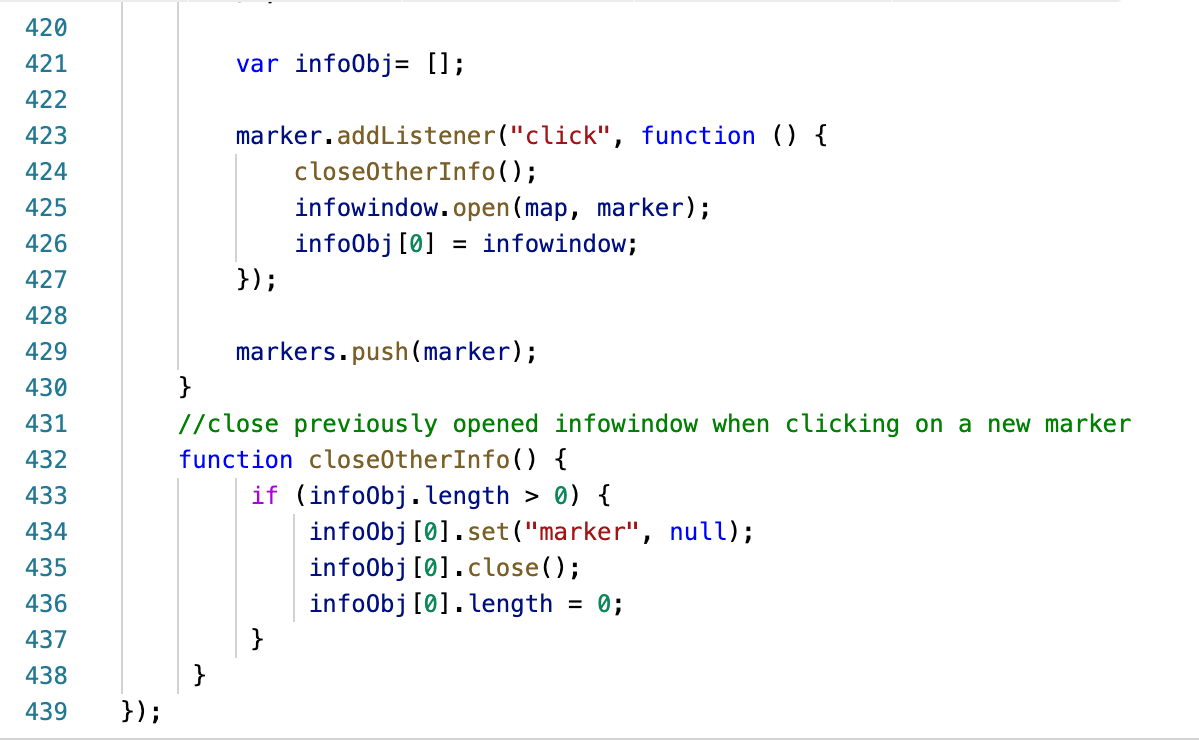 420
421 var infoObj= [];
422
423 marker.addListener("click", function () {
424 closeOtherInfo();
425 infowindow.open(map, marker);
426 infoObj[0] = infowindow;
427 });
428
429 markers.push(marker);
430 }
431 //close previously opened infowindow when clicking on a new marker
432 function closeOtherInfo() {
433 if (infoObj.length > 0) {
434 infoObj[0].set("marker", null);
435 infoObj[0].close();
436 infoObj[0].length = 0;
437 }
438 }
439 });